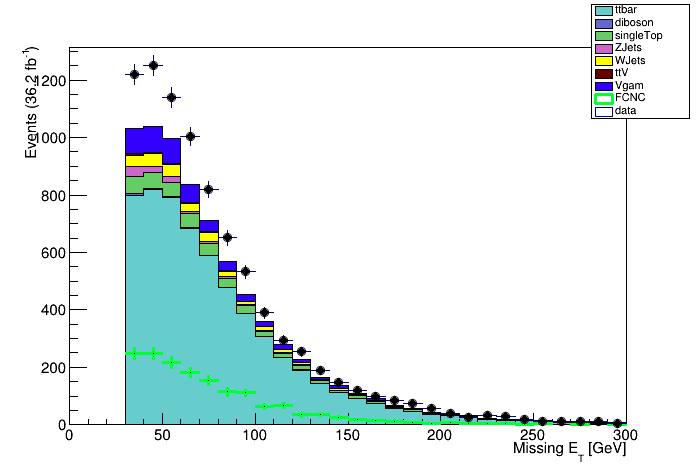 ttbar
diboson
singleTop
ZJets
WJets
ttV
Vgam
FCNC
data
Events (36.2 fb⁻¹)
1200
1000
800
600
400
200
0
0 50 100 150 200 250 300
Missing E_T [GeV]